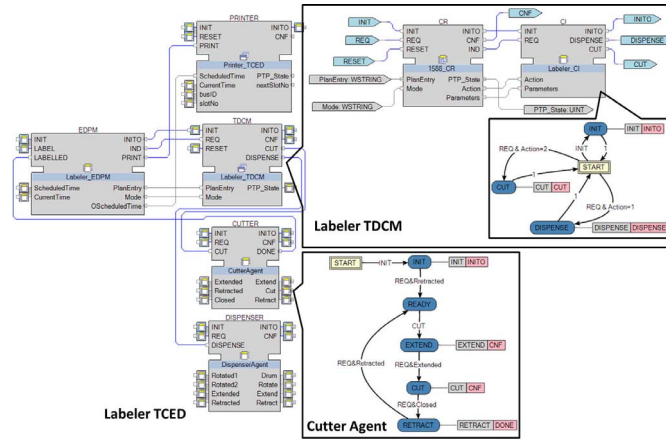 PRINTER
INIT INITO
RESET CNF
PRINT RESET
Printer_TCED
ScheduledTime PTP_State
CurrentTime nextSlotNo
busID
slotNo
EDPM
INIT INITO
LABEL IND
LABELLED PRINT
Labeler_EDPM
ScheduledTime PlanEntry
CurrentTime Mode
OScheduledTime
TDCM
INIT INITO
REQ CUT
RESET DISPENSE
Labeler_TDCM
PlanEntry PTP_State
Mode
CUTTER
INIT INITO
REQ CNF
CUT DONE
CutterAgent
Extended Extend
Retracted Cut
Closed Retract
DISPENSER
INIT INITO
REQ CNF
DISPENSE
DispenserAgent
Rotated1 Drum
Rotated2 Rotate
Extended Extend
Retracted Retract
Labeler TCED
INIT
REQ
RESET
PlanEntry: WSTRING
Mode: WSTRING
CR
INIT INITO
REQ CNF
RESET IND
1588_CR
PlanEntry PTP_State
Mode Action
Parameters
CNF
CI
INIT INITO
REQ DISPENSE
CUT
Labeler_CI
Action
Parameters
INITO
DISPENSE
CUT
PTP_State: UINT
INIT INIT INITO
REQ & Action=2
INIT 1
START
1
CUT CUT CUT
REQ & Action=1
1
DISPENSE DISPENSE DISPENSE
Labeler TDCM
START INIT INIT INIT INITO
REQ&Rretracted
READY
CUT
REQ&Retracted
EXTEND EXTEND CNF
REQ&Extended
CUT CUT CNF
REQ&Closed
RETRACT RETRACT DONE
Cutter Agent